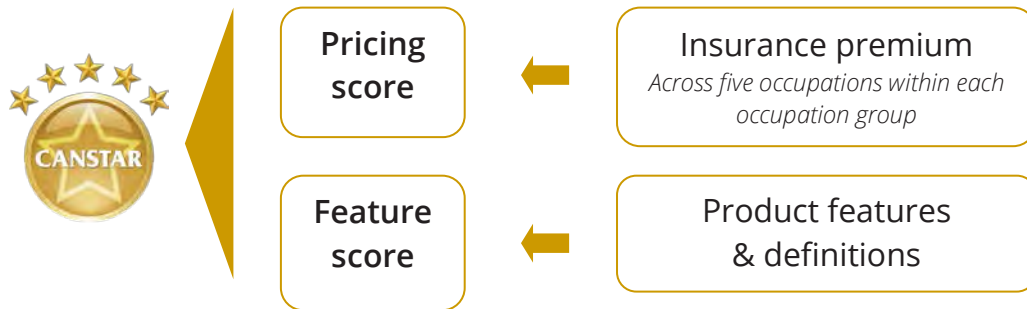 CANSTAR
Pricing
score
Insurance premium
Across five occupations within each
occupation group
Feature
score
Product features
& definitions